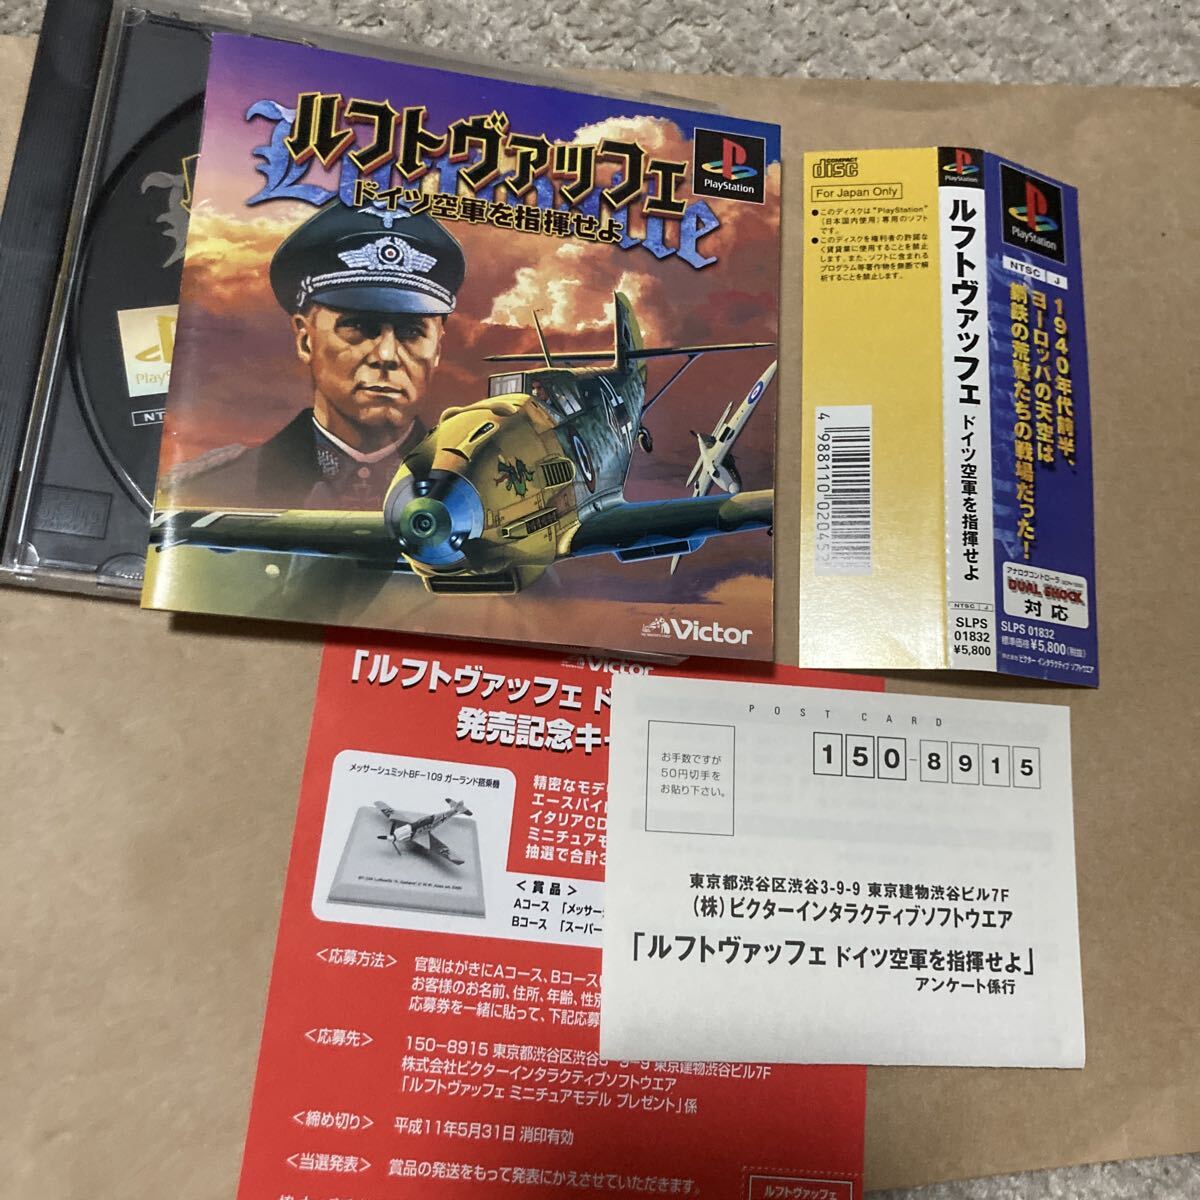 Luftwaffe
ルフトヴァッフェ
ドイツ空軍を指揮せよ
PlayStation
Victor
COMPACT
disc
For Japan Only
●このディスクは"PlayStation"
(日本国内使用)専用のソフト
です。
●このディスクを権利者の許諾な
く賃貸業に使用することを禁止
します。また、ソフトに含まれる
プログラム等著作物を無断で解
析することを禁止します。
4 988110 020452
PlayStation
ルフトヴァッフェ ドイツ空軍を指揮せよ
NTSC J
SLPS
01832
¥5,800
PlayStation
NTSC J
1940年代前半、
ヨーロッパの天空は
鋼鉄の荒鷲たちの戦場だった!
アナログコントローラ
DUAL SHOCK
対応
SLPS 01832
標準価格¥5,800(税抜)
株式会社ビクター インタラクティブ ソフトウエア
Victor
「ルフトヴァッフェ ド
発売記念キ
メッサーシュミットBF-109 ガーランド搭乗機
精密なモデ
エースパイロ
イタリアCD
ミニチュアモ
抽選で合計3
<賞品>
Aコース 「メッサー
Bコース 「スーパー
<応募方法>
官製はがきにAコース、Bコース
お客様のお名前、住所、年齢、性別
応募券を一緒に貼って、下記応募
<応募先>
150-8915 東京都渋谷区渋谷3-9-9 東京建物渋谷ビル7F
株式会社ビクターインタラクティブソフトウエア
「ルフトヴァッフェ ミニチュアモデル プレゼント」係
<締め切り>
平成11年5月31日 消印有効
<当選発表>
賞品の発送をもって発表にかえさせていただきます。
ルフトヴァッフェ
POST CARD
お手数ですが
50円切手を
お貼り下さい。
150-8915
東京都渋谷区渋谷3-9-9 東京建物渋谷ビル7F
(株)ビクターインタラクティブソフトウエア
「ルフトヴァッフェ ドイツ空軍を指揮せよ」
アンケート係行